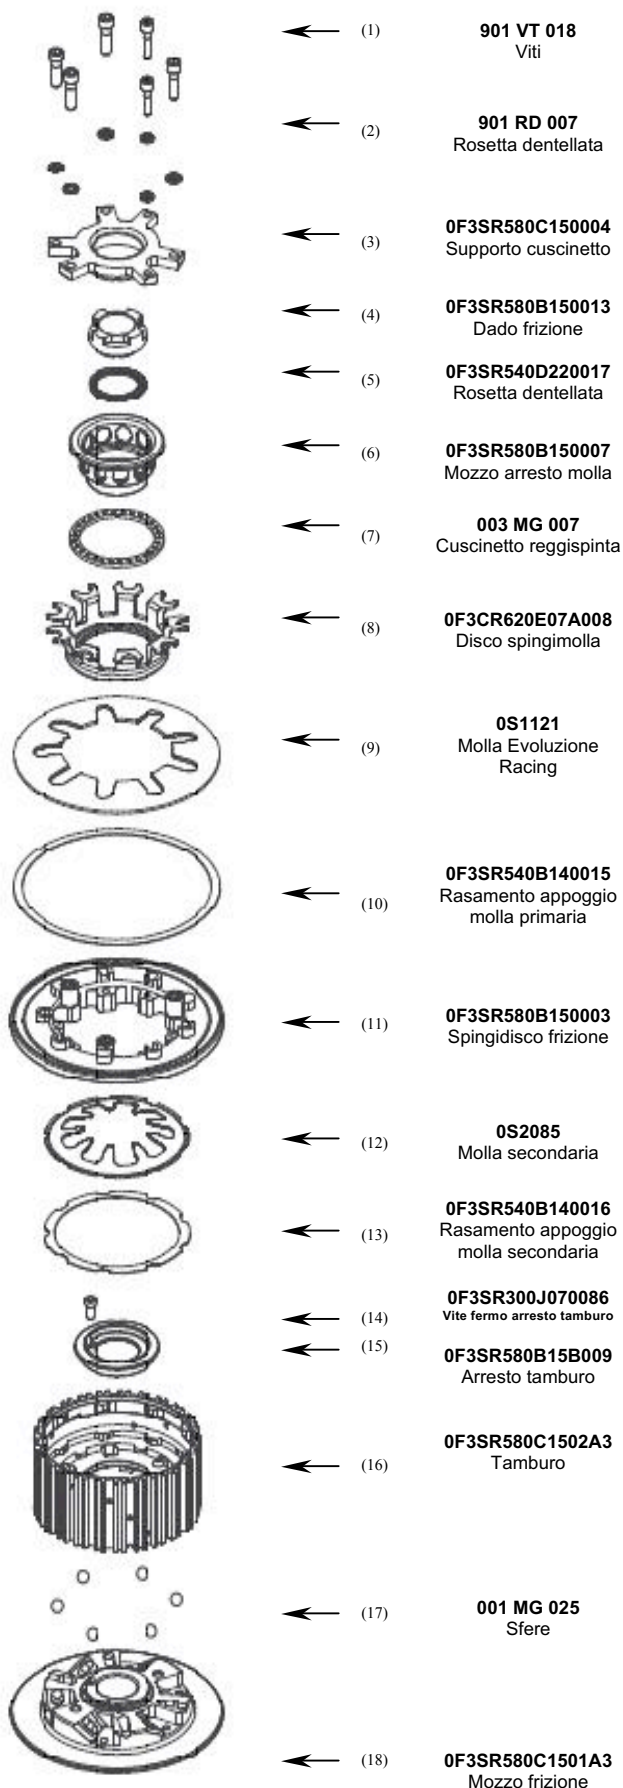 (1) 901 VT 018
Viti
(2) 901 RD 007
Rosetta dentellata
(3) 0F3SR580C150004
Supporto cuscinetto
(4) 0F3SR580B150013
Dado frizione
(5) 0F3SR540D220017
Rosetta dentellata
(6) 0F3SR580B150007
Mozzo arresto molla
(7) 003 MG 007
Cuscinetto reggispinta
(8) 0F3CR620E07A008
Disco spingimolla
(9) 0S1121
Molla Evoluzione
Racing
(10) 0F3SR540B140015
Rasamento appoggio
molla primaria
(11) 0F3SR580B150003
Spingidisco frizione
(12) 0S2085
Molla secondaria
(13) 0F3SR540B140016
Rasamento appoggio
molla secondaria
(14) 0F3SR300J070086
Vite fermo arresto tamburo
(15) 0F3SR580B15B009
Arresto tamburo
(16) 0F3SR580C1502A3
Tamburo
(17) 001 MG 025
Sfere
(18) 0F3SR580C1501A3
Mozzo frizione